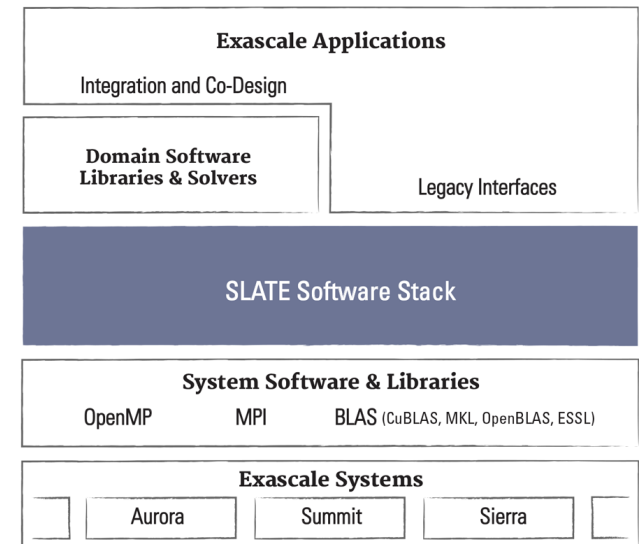 Exascale Applications
Integration and Co-Design
Domain Software
Libraries & Solvers
Legacy Interfaces
SLATE Software Stack
System Software & Libraries
OpenMP MPI BLAS (CuBLAS, MKL, OpenBLAS, ESSL)
Exascale Systems
Aurora Summit Sierra